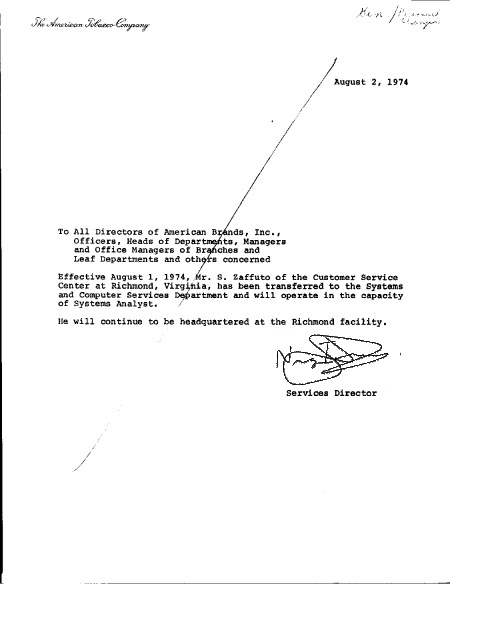 The American Tobacco Company
Gen / Personnel
Changes
August 2, 1974
To All Directors of American Brands, Inc.,
Officers, Heads of Departments, Managers
and Office Managers of Branches and
Leaf Departments and others concerned
Effective August 1, 1974, Mr. S. Zaffuto of the Customer Service
Center at Richmond, Virginia, has been transferred to the Systems
and Computer Services Department and will operate in the capacity
of Systems Analyst.
He will continue to be headquartered at the Richmond facility.
Services Director